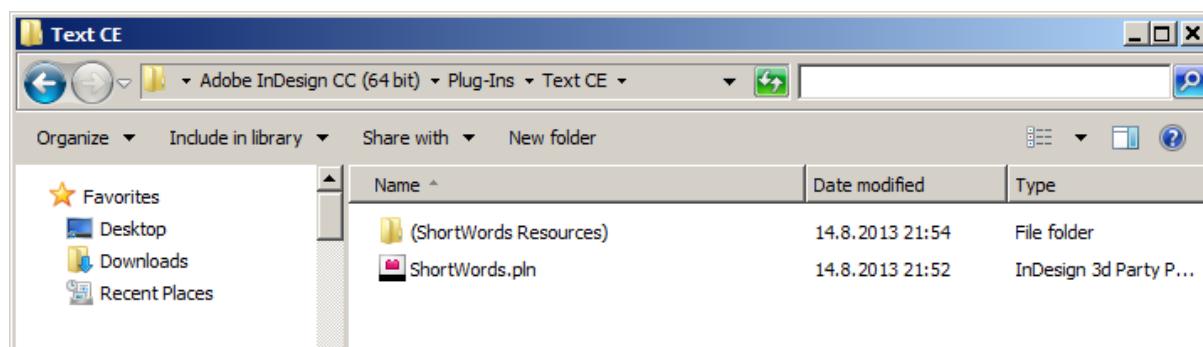 Text CE
Adobe InDesign CC (64 bit) Plug-Ins Text CE
Organize Include in library Share with New folder
Name Date modified Type
Favorites
Desktop
Downloads
Recent Places
(ShortWords Resources) 14.8.2013 21:54 File folder
ShortWords.pln 14.8.2013 21:52 InDesign 3d Party P...